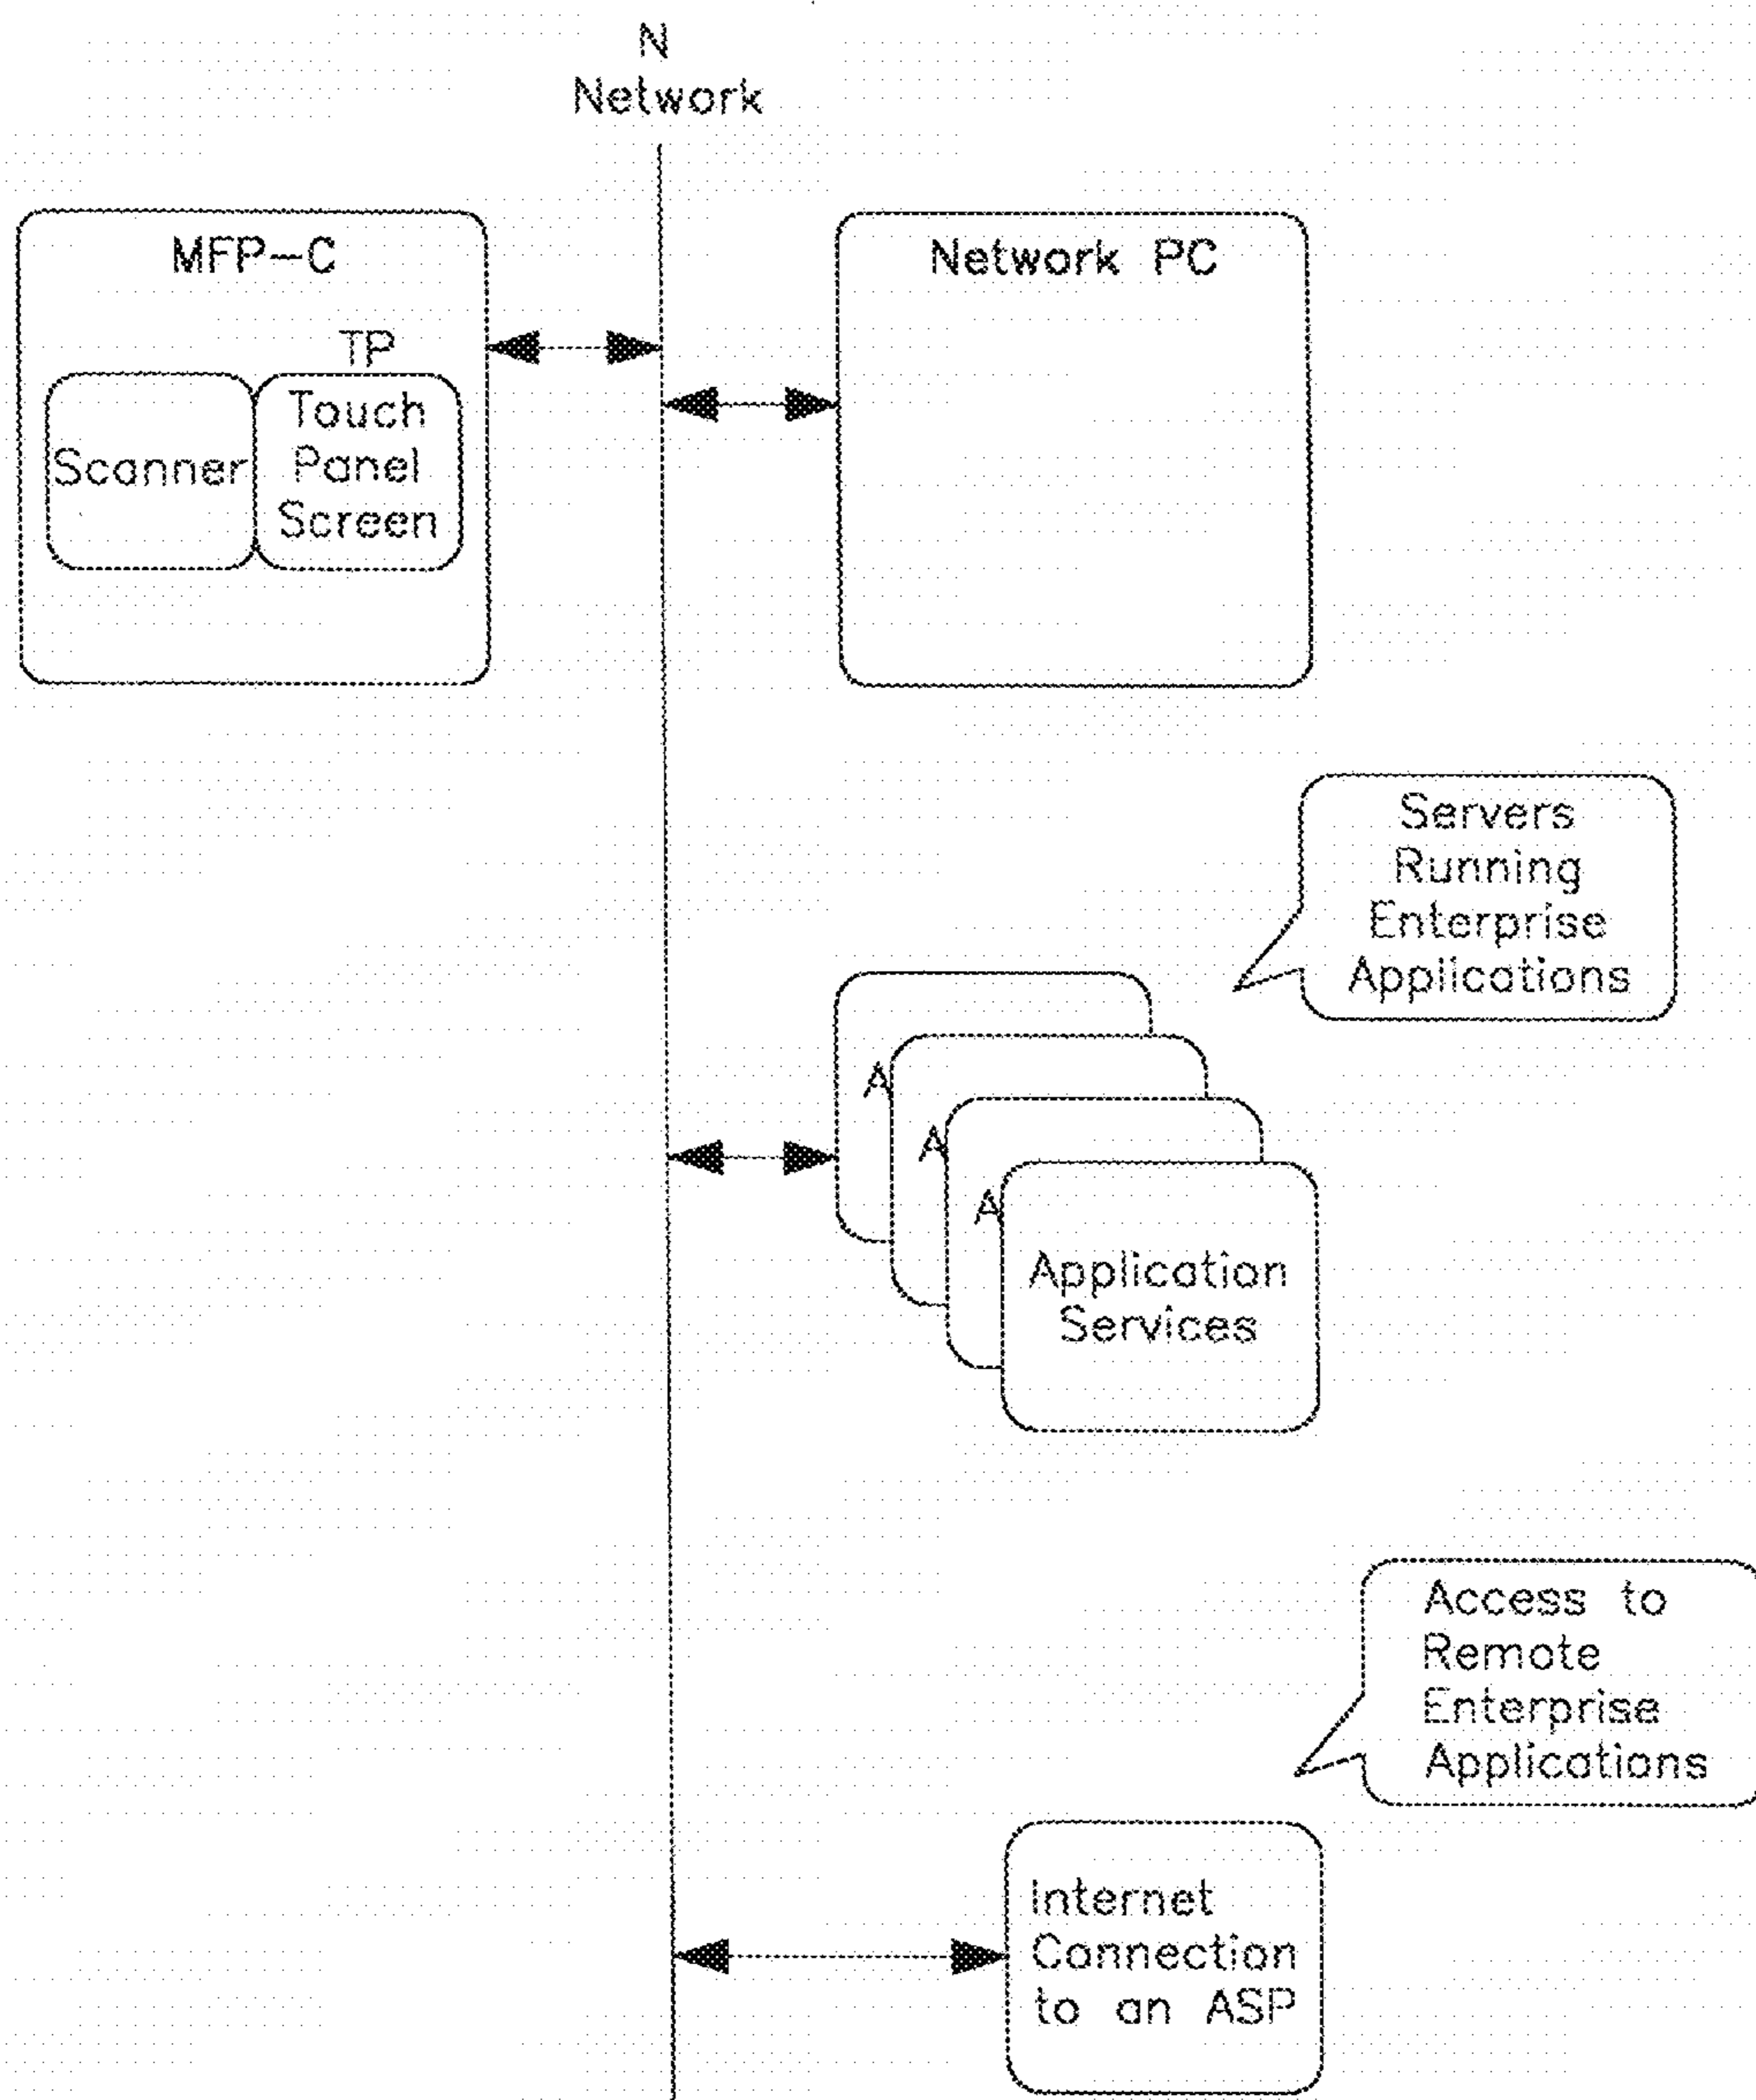 N
Network
MFP-C
TP
Scanner
Touch
Panel
Screen
Network PC
Servers
Running
Enterprise
Applications
A
A
A
Application
Services
Access to
Remote
Enterprise
Applications
Internet
Connection
to an ASP